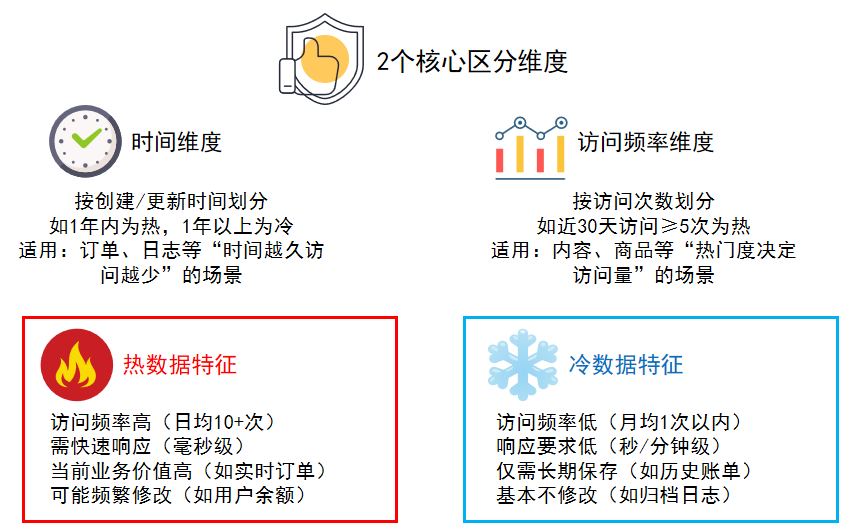 2个核心区分维度
时间维度
按创建/更新时间划分
如1年内为热，1年以上为冷
适用：订单、日志等“时间越久访
问越少”的场景
访问频率维度
按访问次数划分
如近30天访问≥5次为热
适用：内容、商品等“热门度决定
访问量”的场景
热数据特征
访问频率高（日均10+次）
需快速响应（毫秒级）
当前业务价值高（如实时订单）
可能频繁修改（如用户余额）
冷数据特征
访问频率低（月均1次以内）
响应要求低（秒/分钟级）
仅需长期保存（如历史账单）
基本不修改（如归档日志）